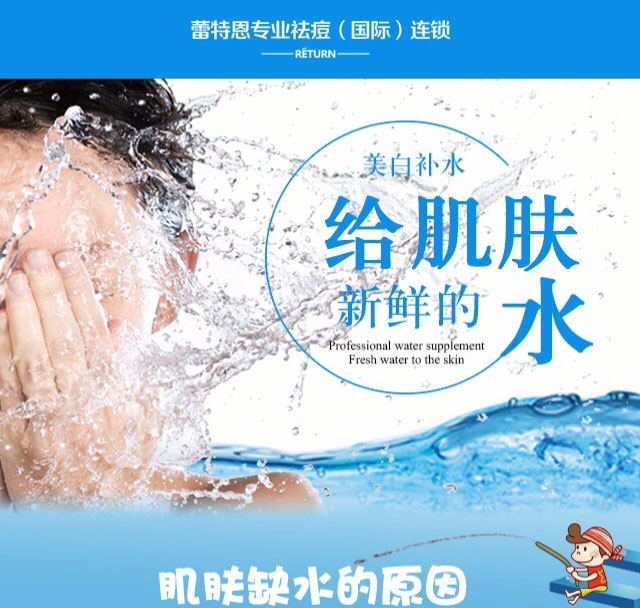 蕾特恩专业祛痘（国际）连锁
RETURN
美白补水
给肌肤
新鲜的水
Professional water supplement
Fresh water to the skin
肌肤缺水的原因